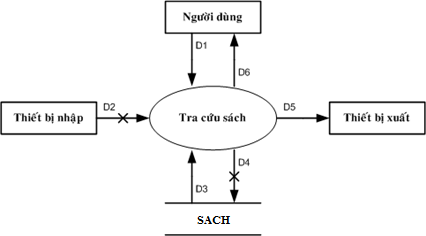 Người dùng
D1
D6
D2
D5
Thiết bị nhập
Tra cứu sách
Thiết bị xuất
D4
D3
SACH